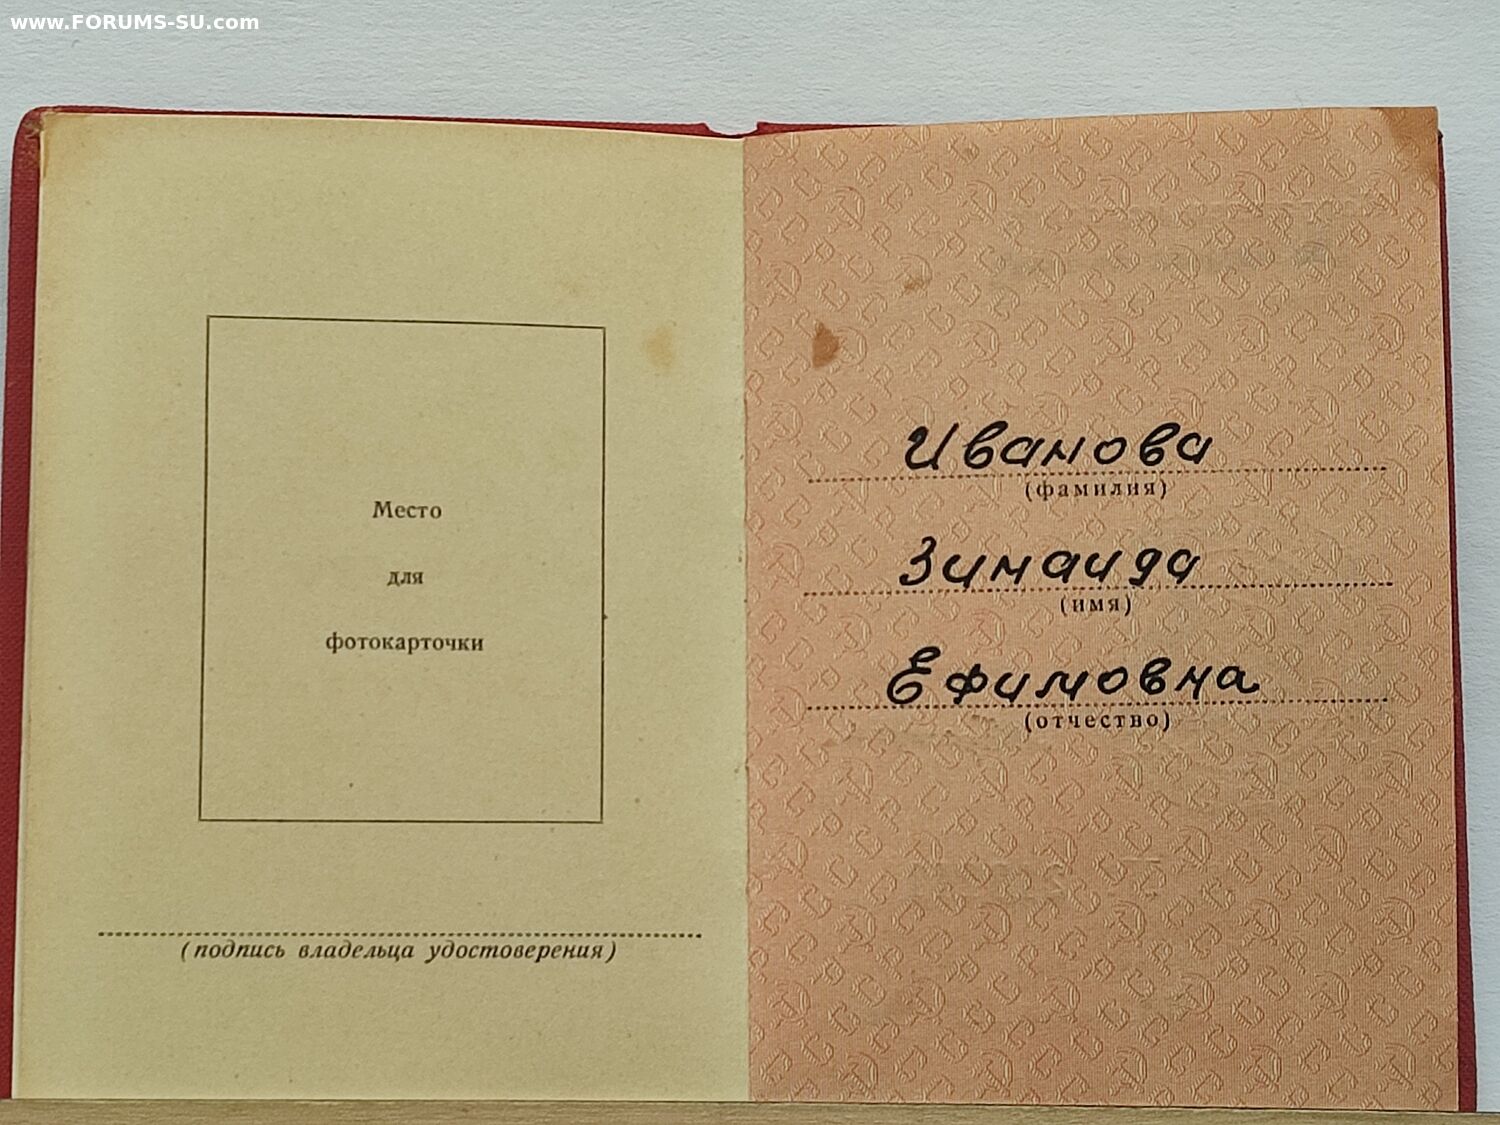 www.FORUMS-SU.com
Место
для
фотокарточки
(подпись владельца удостоверения)
Иванова
(фамилия)
Зинаида
(имя)
Ефимовна
(отчество)